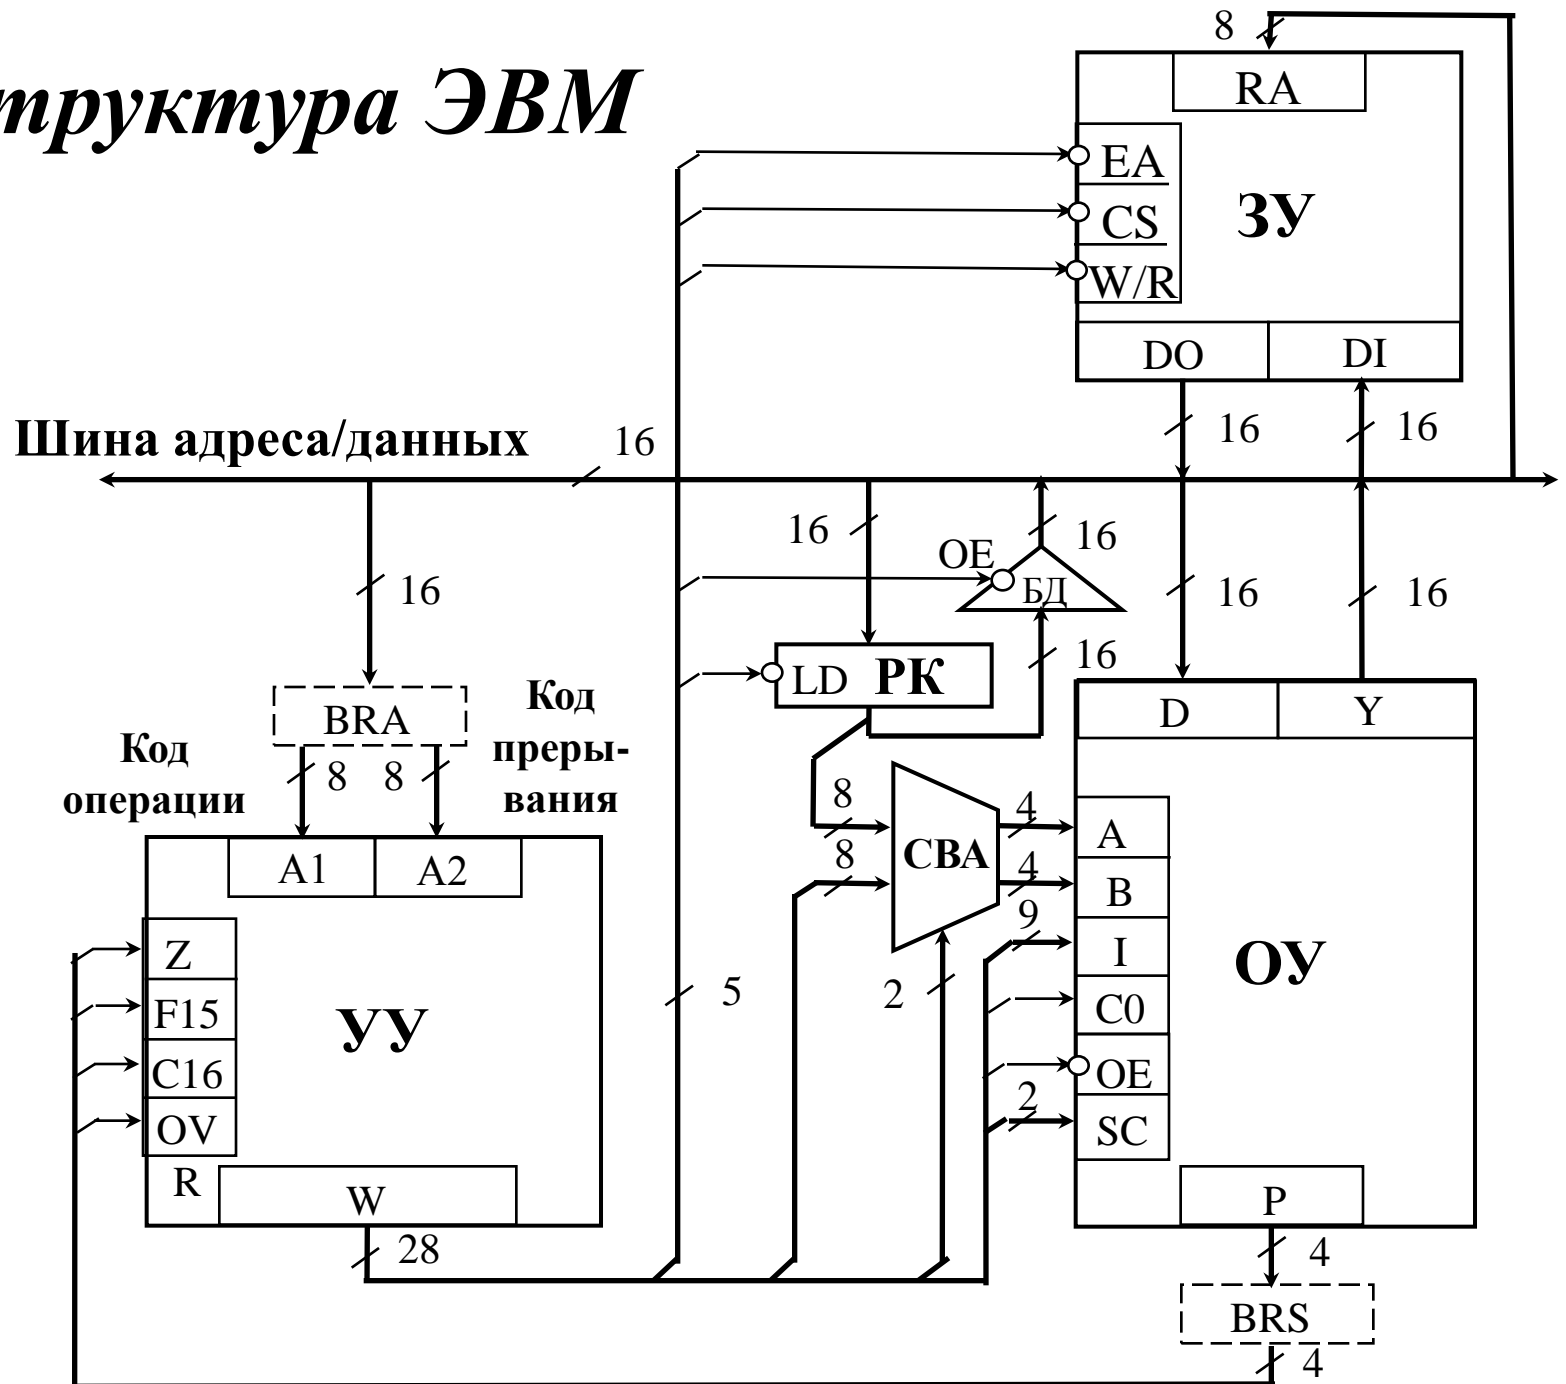 труктура ЭВМ
8
RA
EA
CS
W/R
ЗУ
DO
DI
Шина адреса/данных
16
16
16
16
16
OE
БД
16
16
16
16
LD РК
BRA
Код
преры-
вания
Код
операции
8
8
D
Y
A1
A2
8
8
СВА
4
4
9
A
B
I
C0
OE
SC
2
ОУ
Z
F15
C16
OV
R
УУ
5
2
W
28
P
4
BRS
4